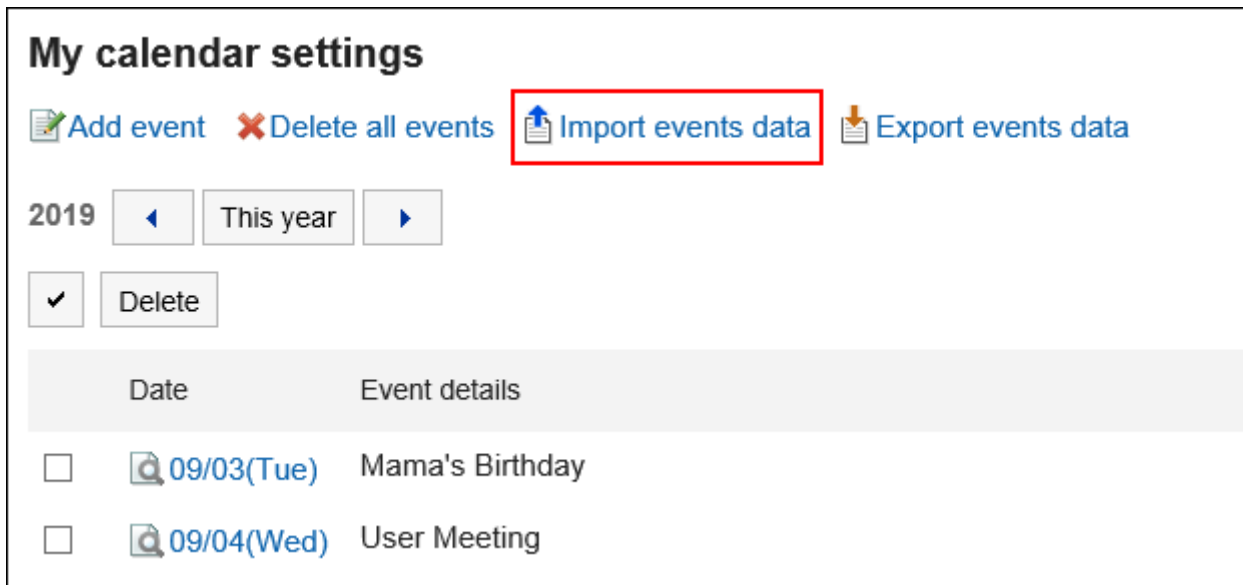 My calendar settings
Add event Delete all events Import events data Export events data
2019 This year
Delete
Date Event details
09/03(Tue) Mama's Birthday
09/04(Wed) User Meeting